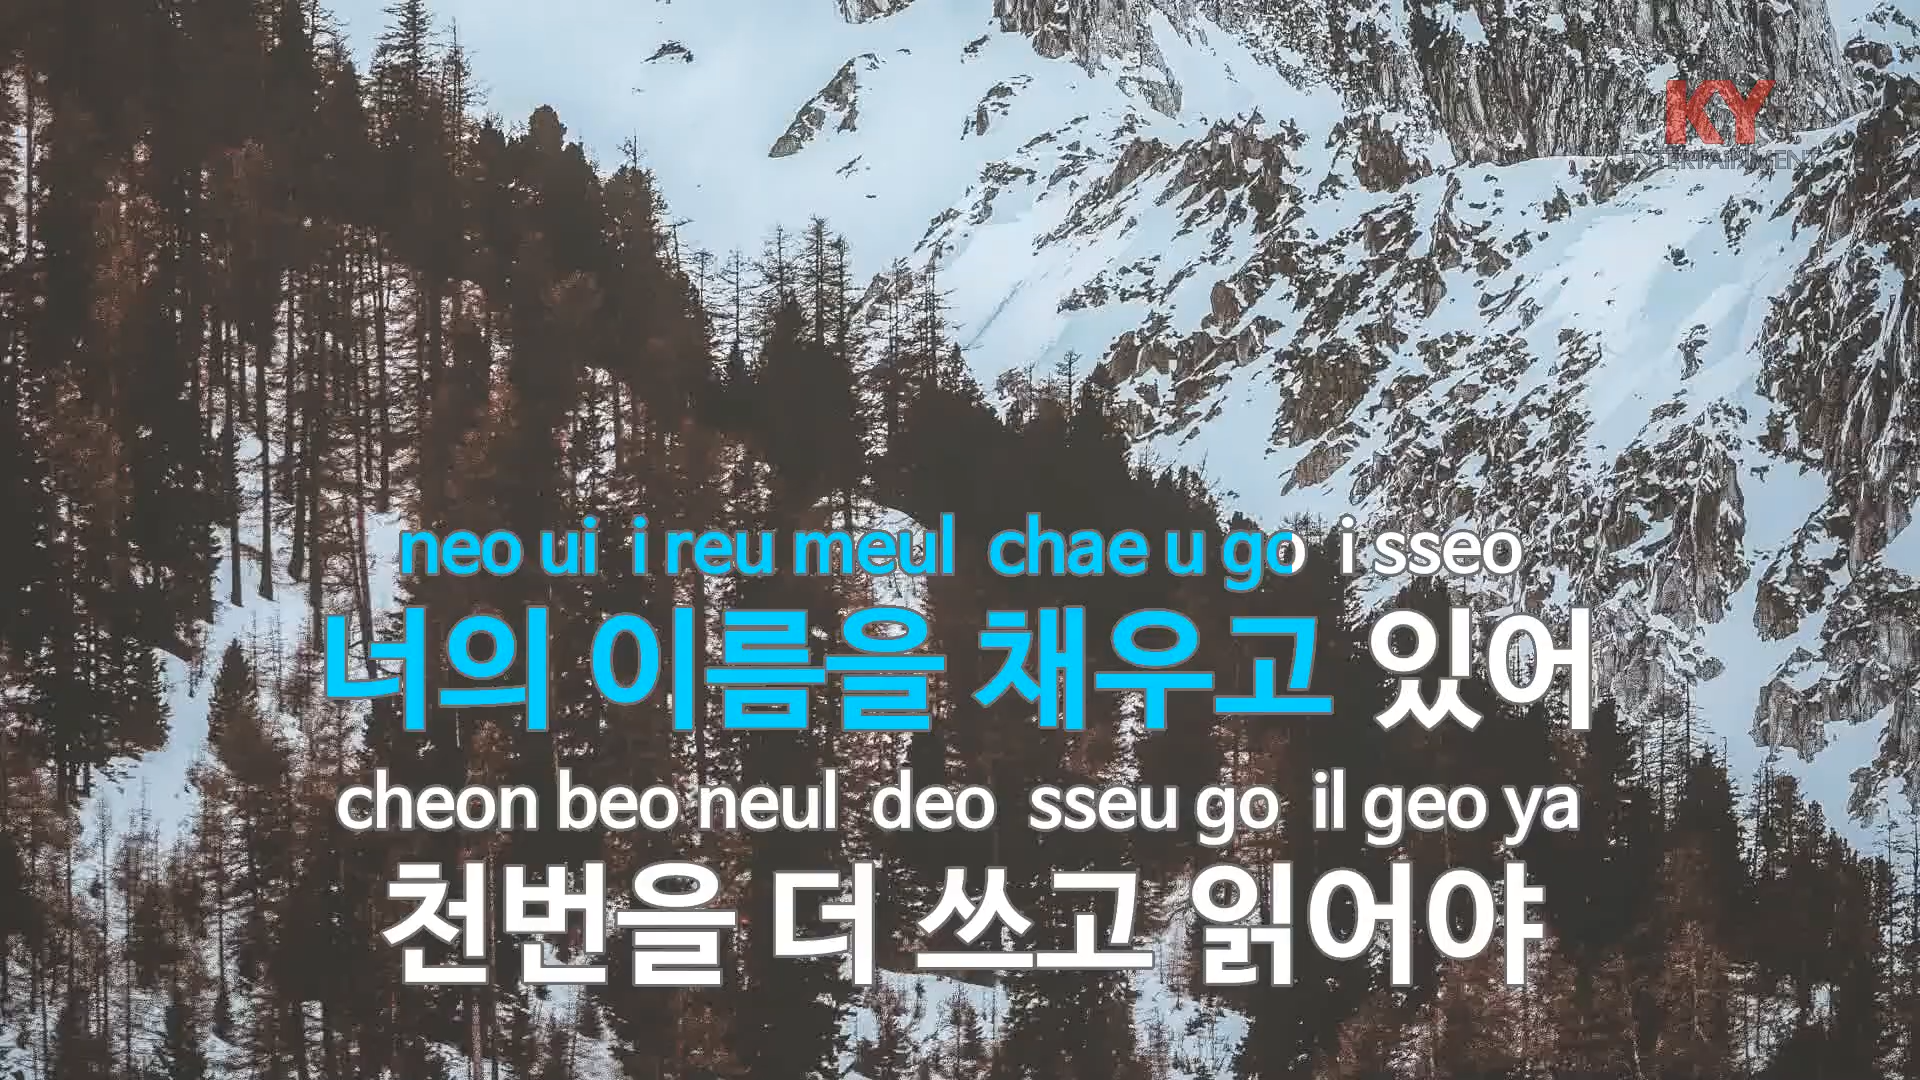 KY
ENTERTAINMENT
neo ui i reu meul chae u go i sseo
너의 이름을 채우고 있어
cheon beo neul deo sseu go il geo ya
천번을 더 쓰고 읽어야